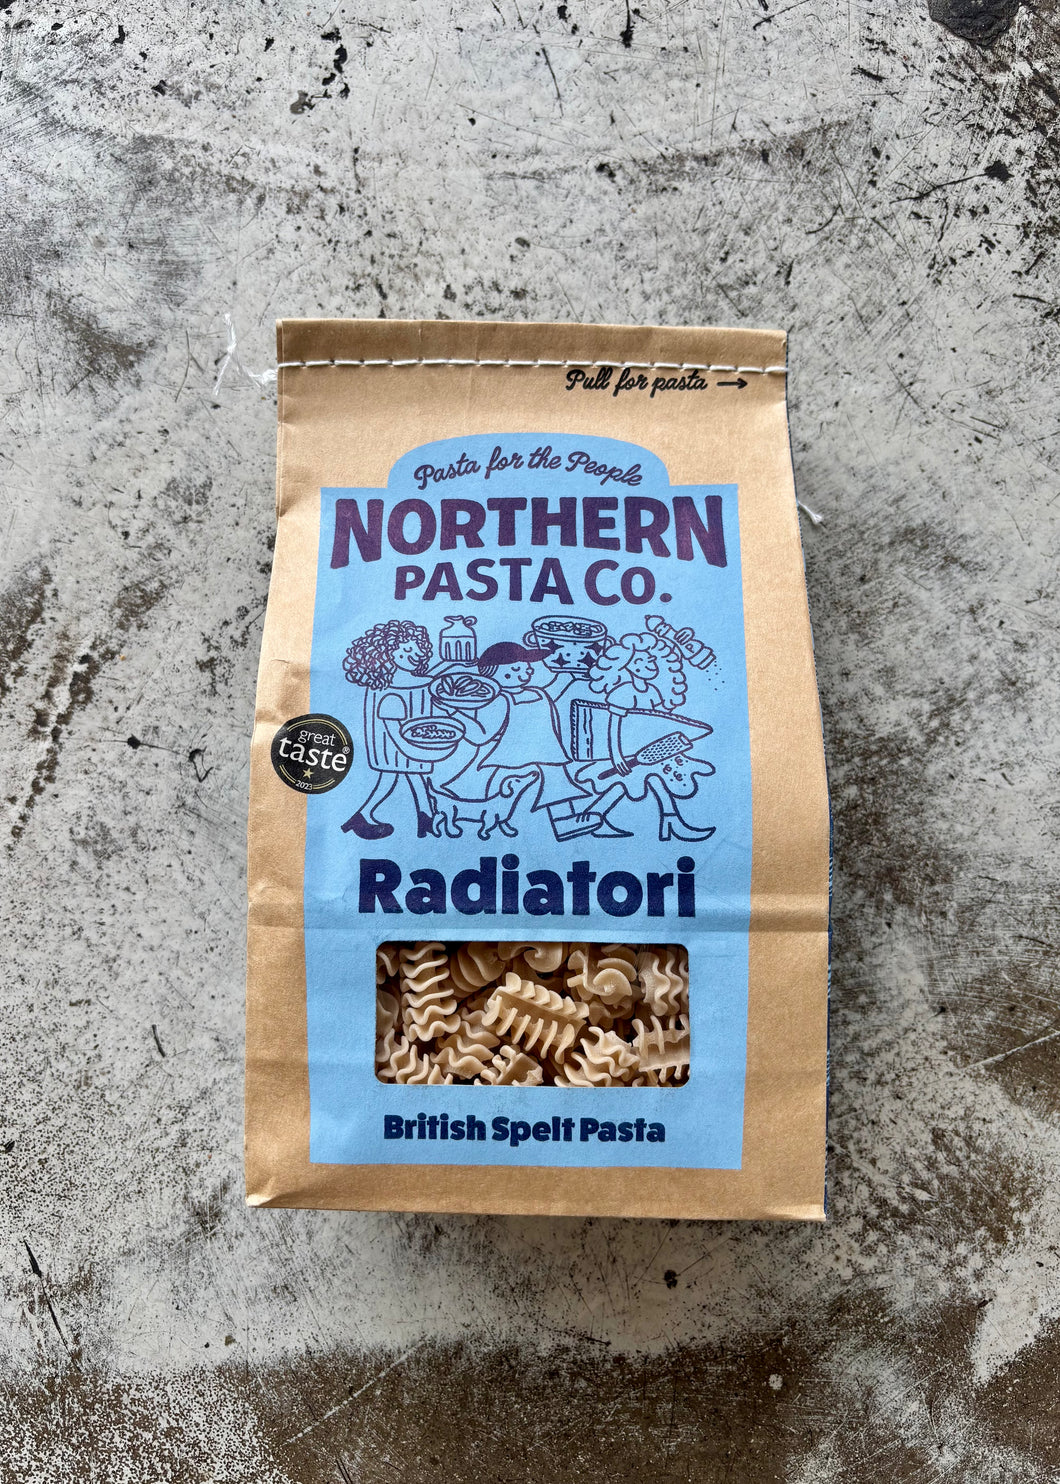 Pull for pasta →
Pasta for the People
NORTHERN
PASTA CO.
great
taste®
2023
Radiatori
British Spelt Pasta